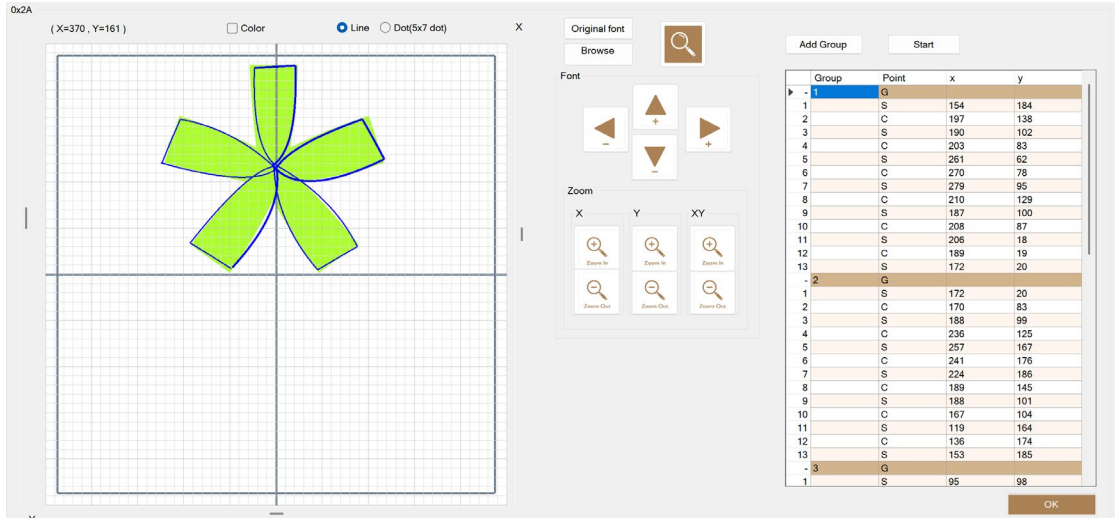 0x2A
( X=370 , Y=161 )
Color
Line
Dot(5x7 dot)
X
Original font
Browse
Font
+
-
+
-
Zoom
X
Y
XY
Zoom In
Zoom In
Zoom In
Zoom Out
Zoom Out
Zoom Out
Add Group
Start
Group Point x y
- 1 G
1 S 154 184
2 C 197 138
3 S 190 102
4 C 203 83
5 S 261 62
6 C 270 78
7 S 279 95
8 C 210 129
9 S 187 100
10 C 208 87
11 S 206 18
12 C 189 19
13 S 172 20
- 2 G
1 S 172 20
2 C 170 83
3 S 188 99
4 C 236 125
5 S 257 167
6 C 241 176
7 S 224 186
8 C 189 145
9 S 188 101
10 C 167 104
11 S 119 164
12 C 136 174
13 S 153 185
- 3 G
1 S 95 98
OK